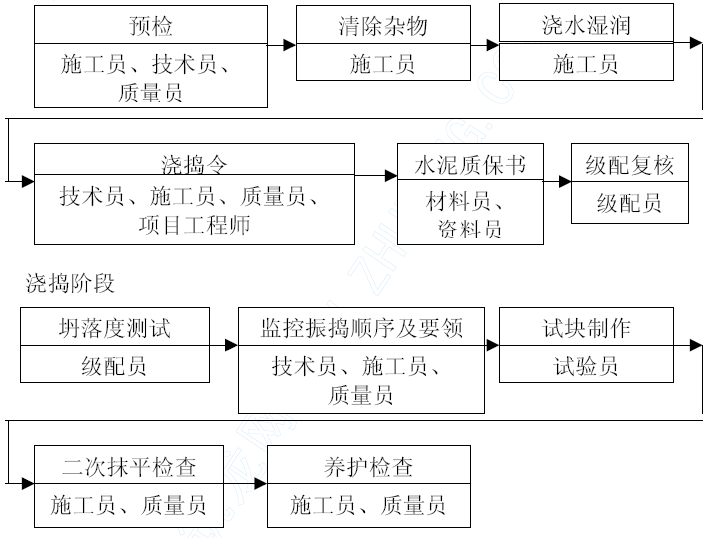 预检
施工员、技术员、
质量员
清除杂物
施工员
浇水湿润
施工员
浇捣令
技术员、施工员、质量员、
项目工程师
水泥质保书
材料员、
资料员
级配复核
级配员
浇捣阶段
坍落度测试
级配员
监控振捣顺序及要领
技术员、施工员、
质量员
试块制作
试验员
二次抹平检查
施工员、质量员
养护检查
施工员、质量员